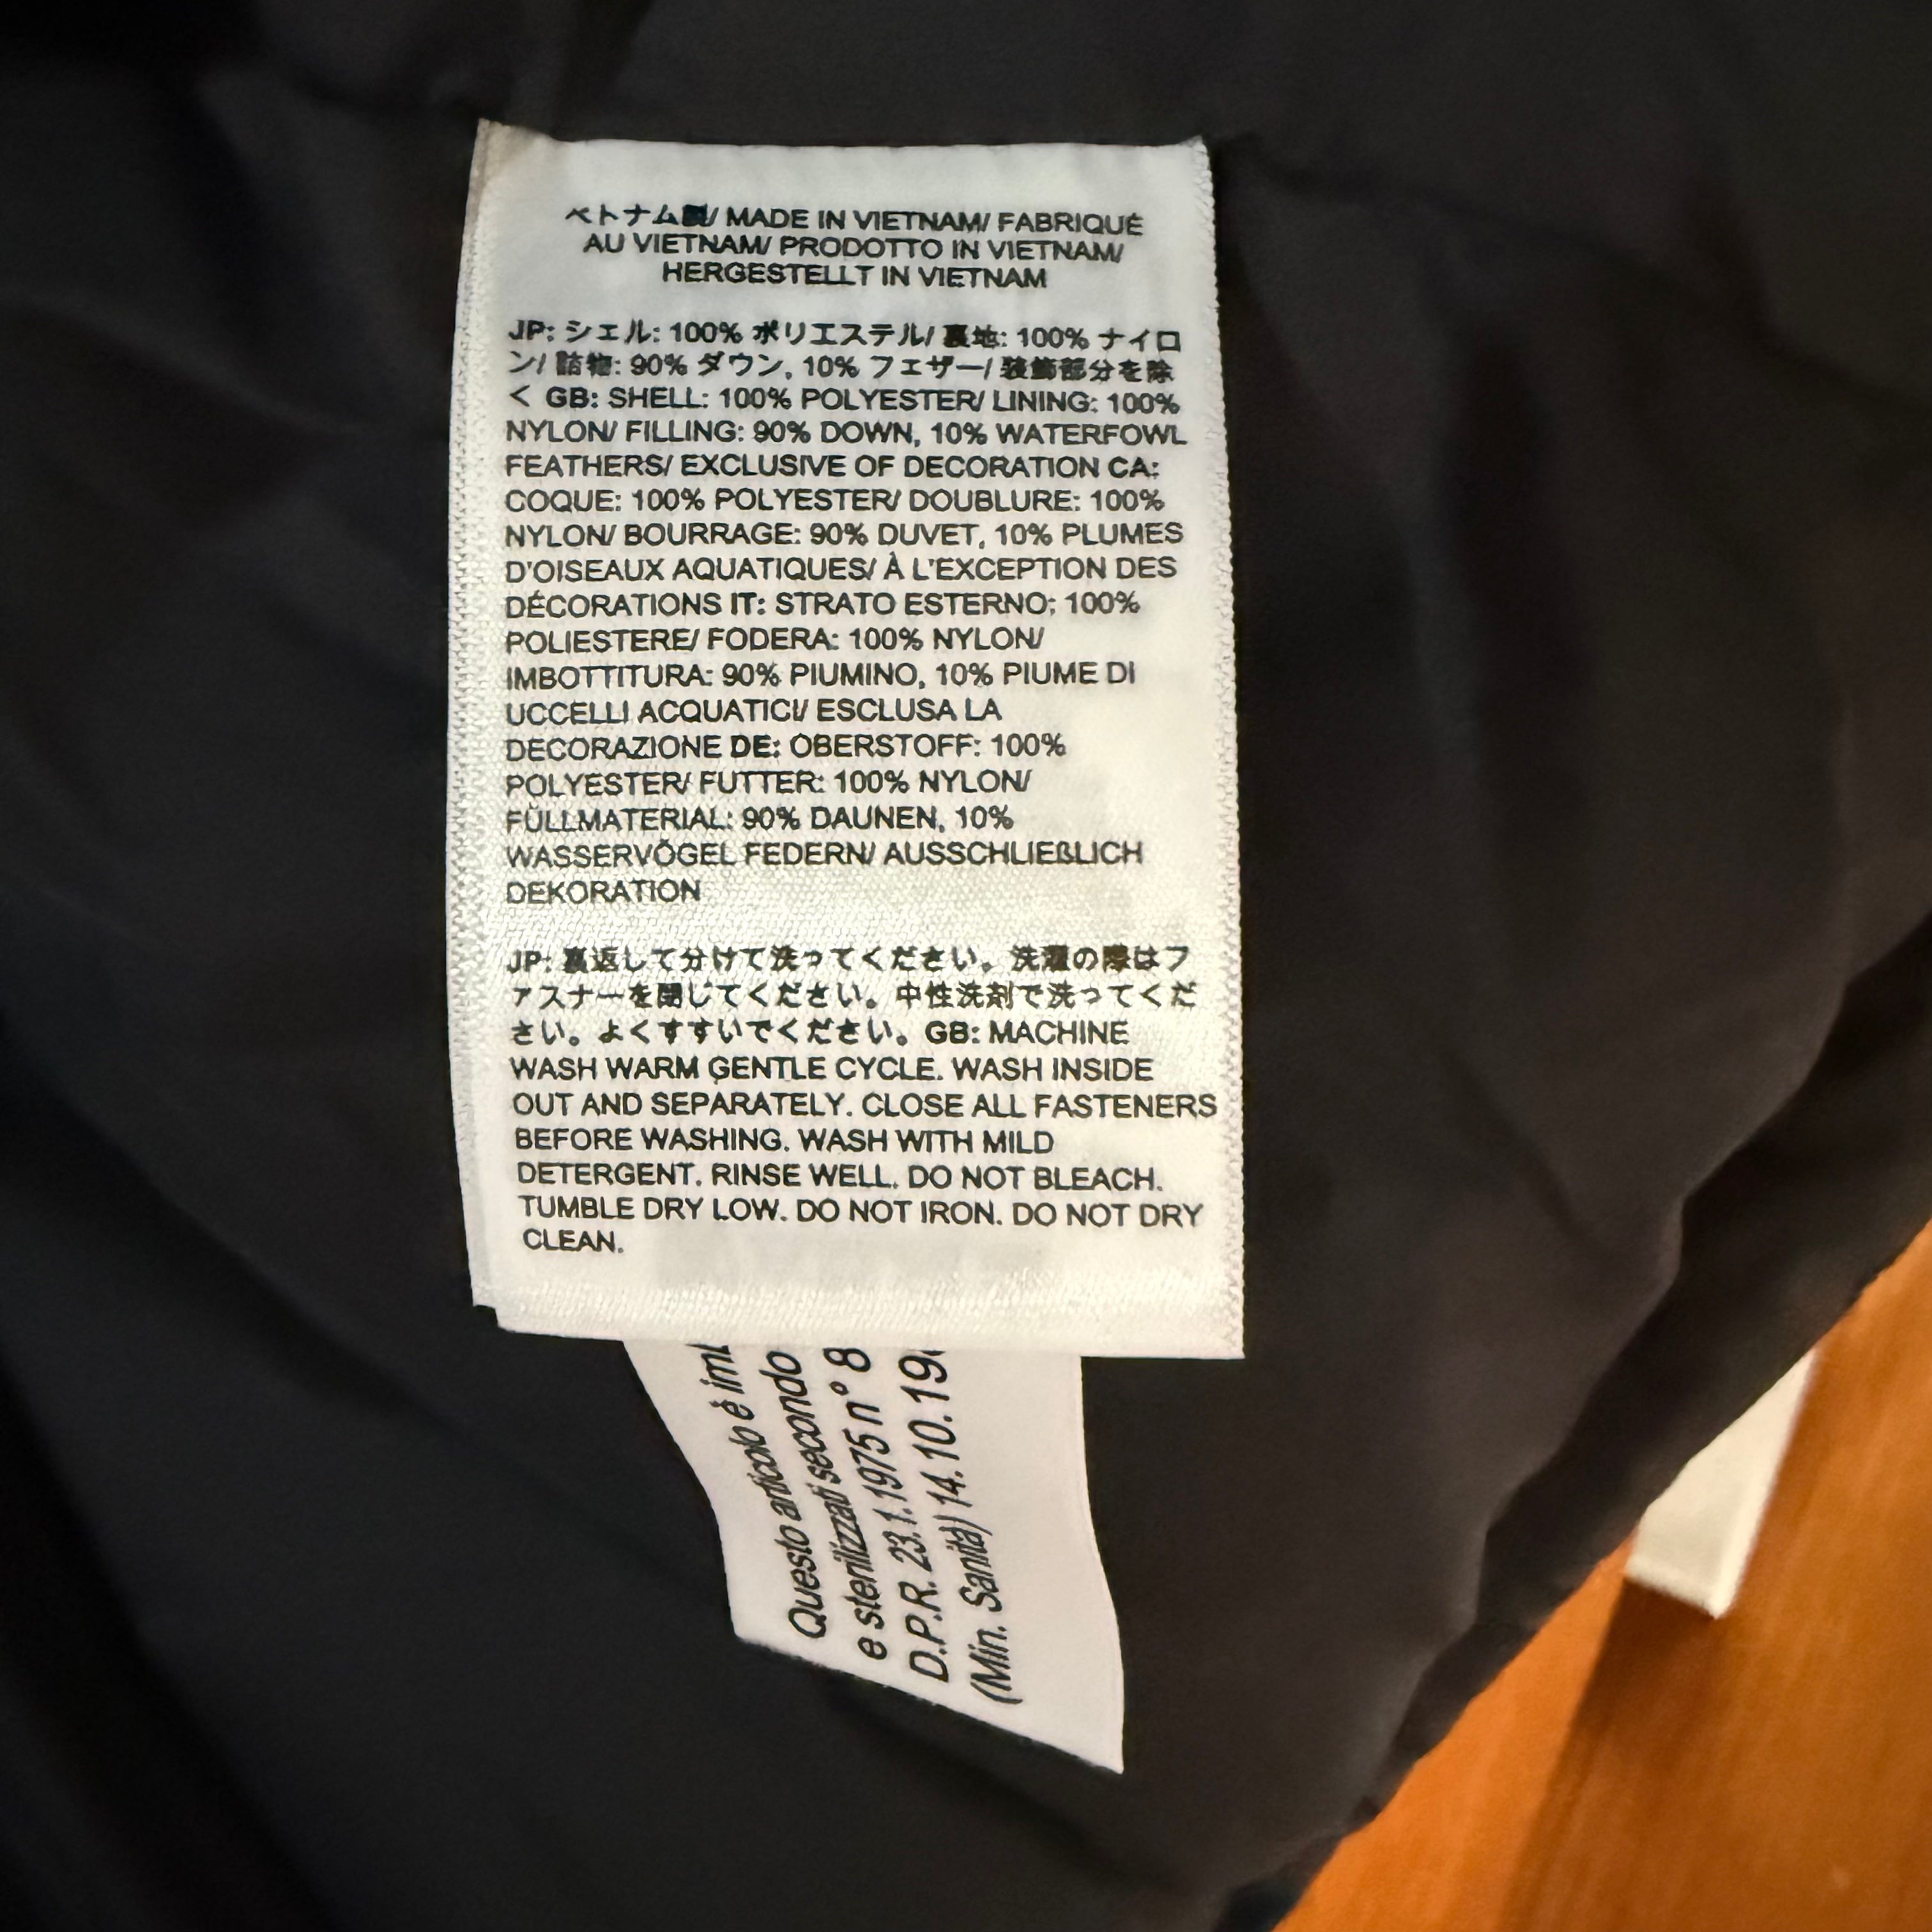 ベトナム製/ MADE IN VIETNAM/ FABRIQUÉ
AU VIETNAM/ PRODOTTO IN VIETNAM/
HERGESTELLT IN VIETNAM
JP: シェル: 100% ポリエステル/ 裏地: 100% ナイロ
ン/ 詰物: 90% ダウン, 10% フェザー/ 装飾部分を除
く GB: SHELL: 100% POLYESTER/ LINING: 100%
NYLON/ FILLING: 90% DOWN, 10% WATERFOWL
FEATHERS/ EXCLUSIVE OF DECORATION CA:
COQUE: 100% POLYESTER/ DOUBLURE: 100%
NYLON/ BOURRAGE: 90% DUVET, 10% PLUMES
D'OISEAUX AQUATIQUES/ À L'EXCEPTION DES
DÉCORATIONS IT: STRATO ESTERNO: 100%
POLIESTERE/ FODERA: 100% NYLON/
IMBOTTITURA: 90% PIUMINO, 10% PIUME DI
UCCELLI ACQUATICI/ ESCLUSA LA
DECORAZIONE DE: OBERSTOFF: 100%
POLYESTER/ FUTTER: 100% NYLON/
FÜLLMATERIAL: 90% DAUNEN, 10%
WASSERVÖGEL FEDERN/ AUSSCHLIEßLICH
DEKORATION
JP: 裏返して分けて洗ってください。洗濯の際はフ
ァスナーを閉じてください。中性洗剤で洗ってくだ
さい。よくすすいでください。GB: MACHINE
WASH WARM GENTLE CYCLE. WASH INSIDE
OUT AND SEPARATELY. CLOSE ALL FASTENERS
BEFORE WASHING. WASH WITH MILD
DETERGENT. RINSE WELL. DO NOT BLEACH.
TUMBLE DRY LOW. DO NOT IRON. DO NOT DRY
CLEAN.
Questo articolo è
e sterilizzati secondo
D.P.R. 23.1.1975 n° 8
(Min. Sanità) 14.10.19